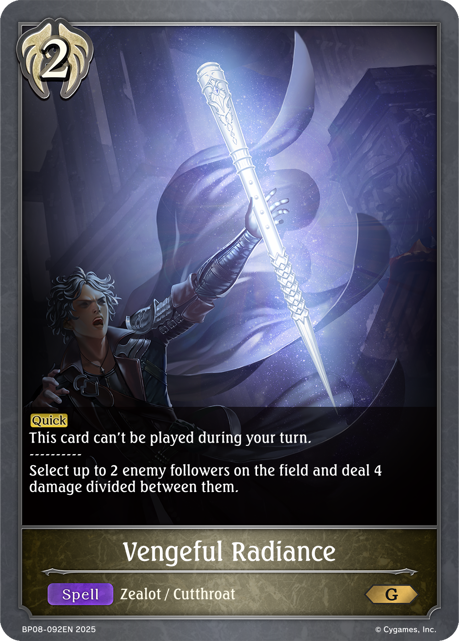 2
Quick
This card can't be played during your turn.
----------
Select up to 2 enemy followers on the field and deal 4
damage divided between them.
Vengeful Radiance
Spell
Zealot / Cutthroat
G
BP08-092EN 2025
© Cygames, Inc.